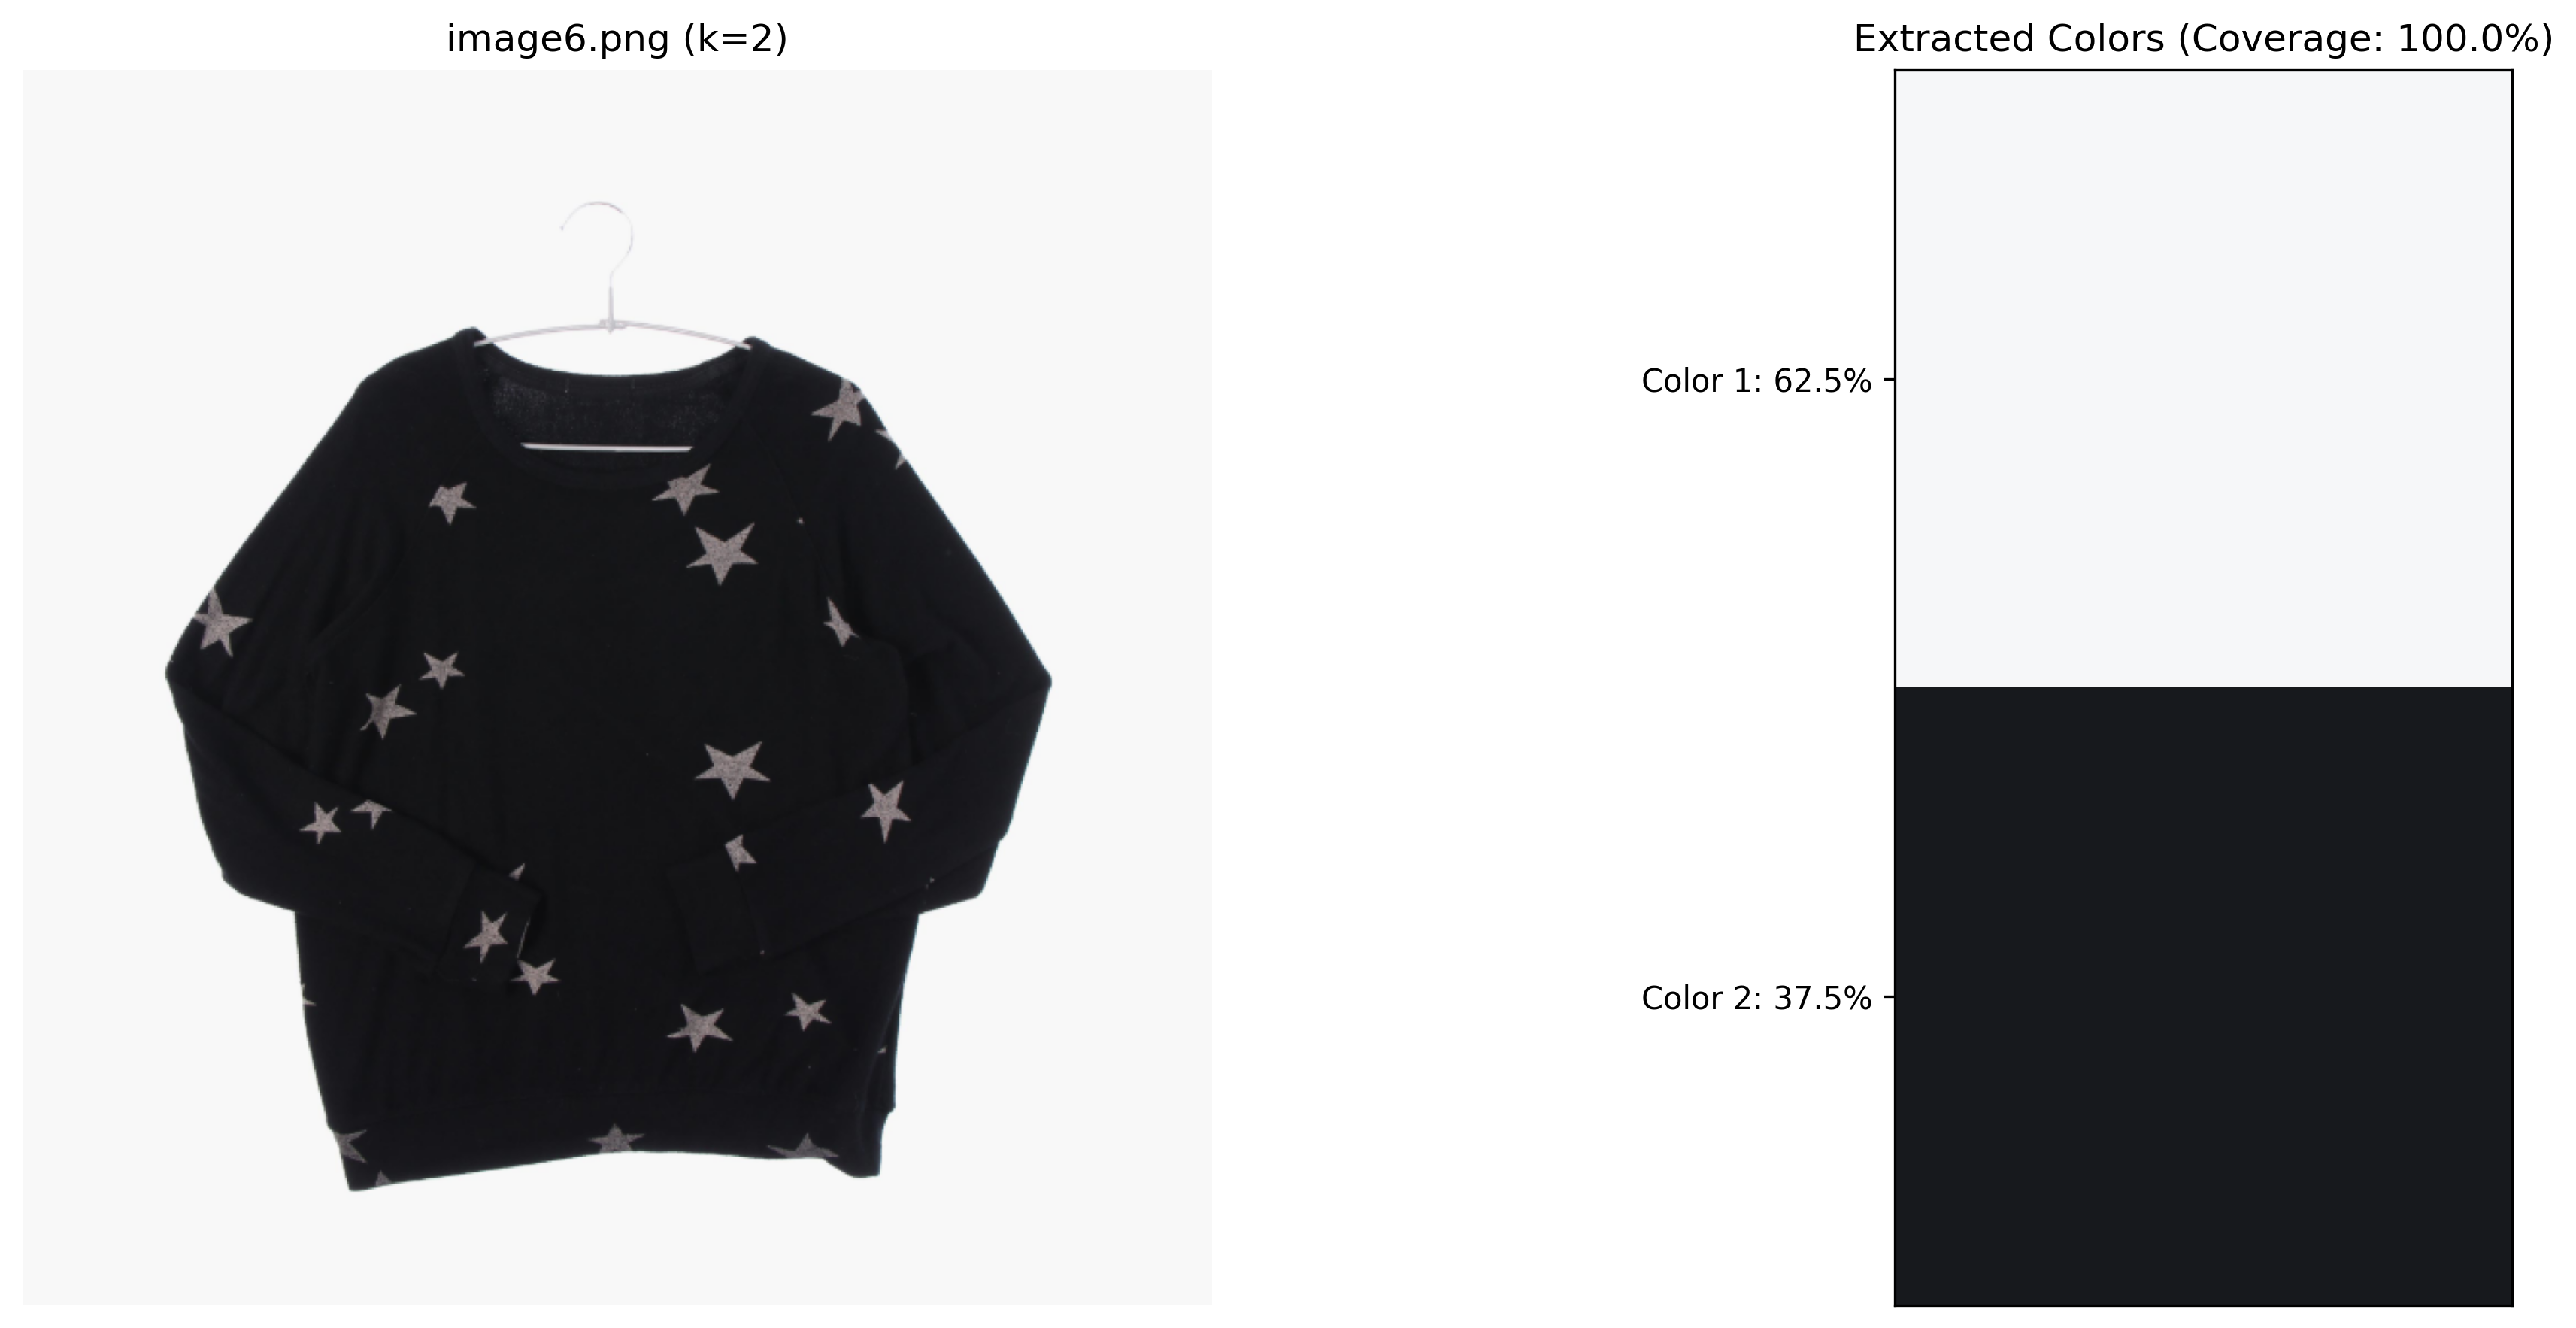 image6.png (k=2)
Extracted Colors (Coverage: 100.0%)
Color 1: 62.5%
Color 2: 37.5%